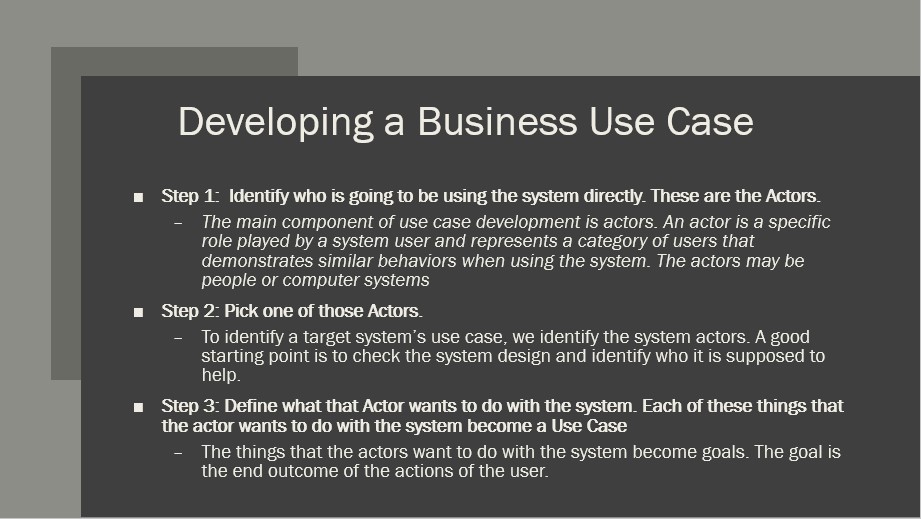 Developing a Business Use Case
■ Step 1:  Identify who is going to be using the system directly. These are the Actors.
– The main component of use case development is actors. An actor is a specific
role played by a system user and represents a category of users that
demonstrates similar behaviors when using the system. The actors may be
people or computer systems
■ Step 2: Pick one of those Actors.
– To identify a target system’s use case, we identify the system actors. A good
starting point is to check the system design and identify who it is supposed to
help.
■ Step 3: Define what that Actor wants to do with the system. Each of these things that
the actor wants to do with the system become a Use Case
– The things that the actors want to do with the system become goals. The goal is
the end outcome of the actions of the user.